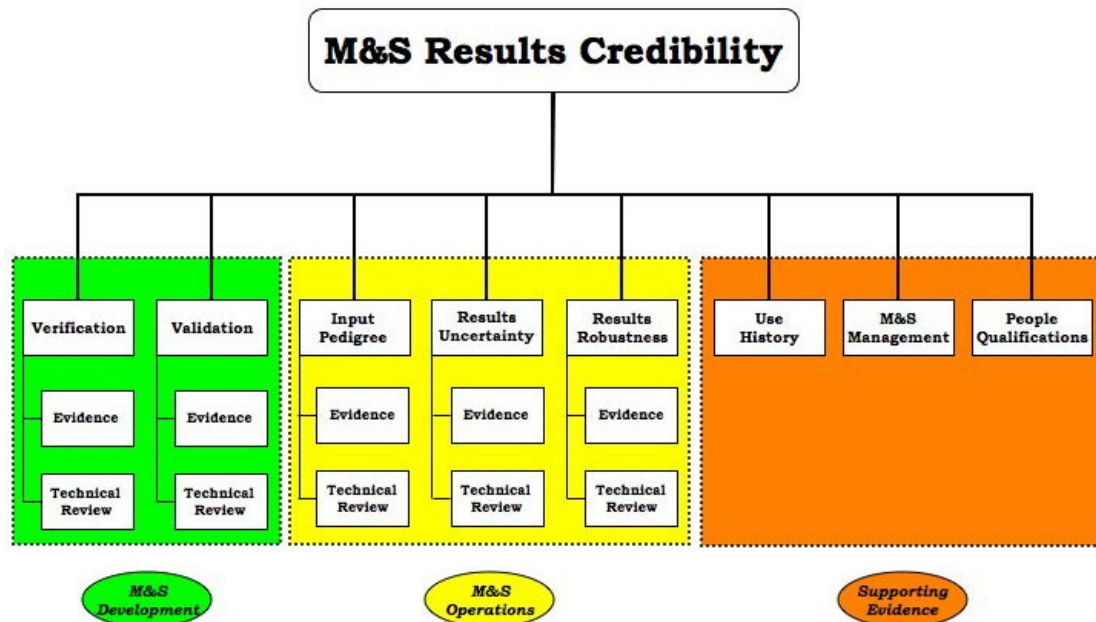 M&S Results Credibility
Verification
Validation
Input
Pedigree
Results
Uncertainty
Results
Robustness
Use
History
M&S
Management
People
Qualifications
Evidence
Evidence
Evidence
Evidence
Evidence
Technical
Review
Technical
Review
Technical
Review
Technical
Review
Technical
Review
M&S
Development
M&S
Operations
Supporting
Evidence